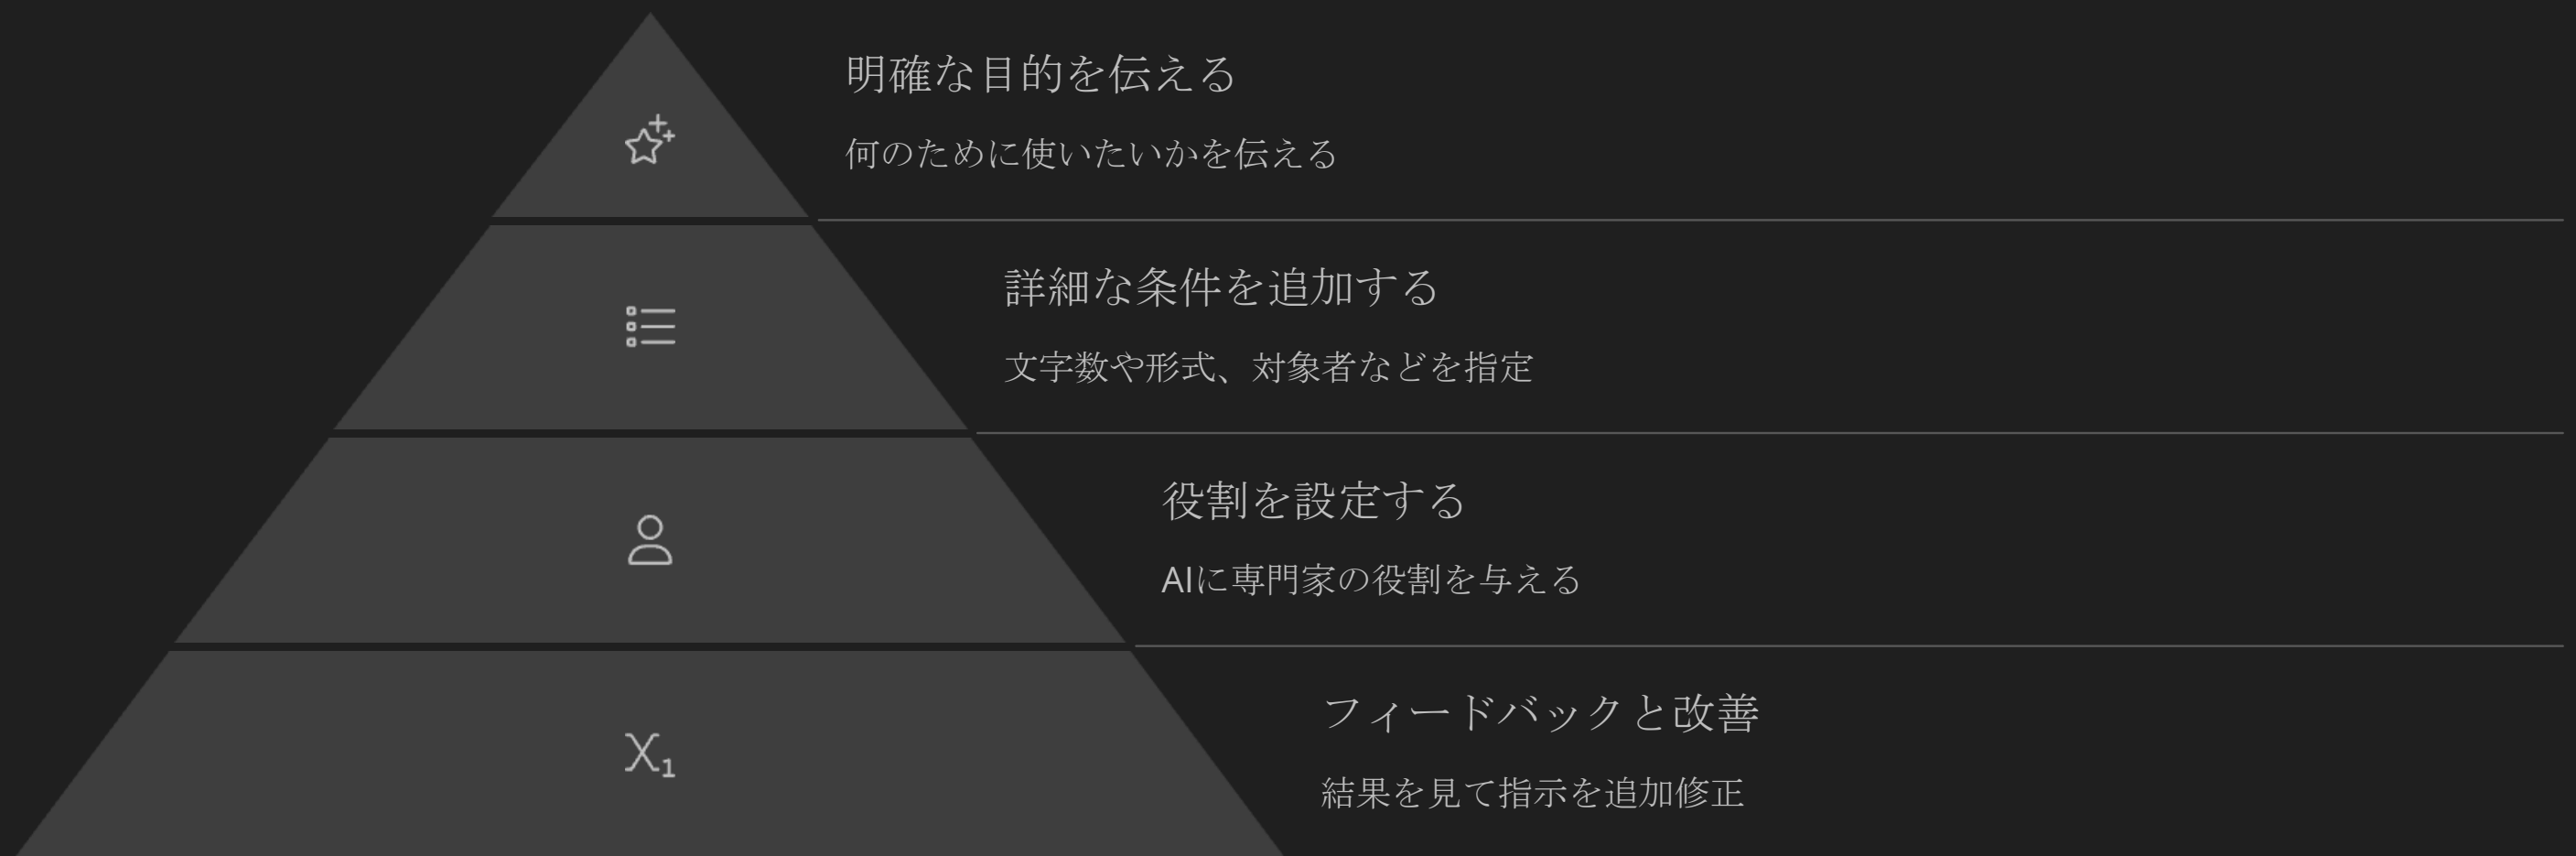 明確な目的を伝える
何のために使いたいかを伝える
詳細な条件を追加する
文字数や形式、対象者などを指定
役割を設定する
AIに専門家の役割を与える
X₁
フィードバックと改善
結果を見て指示を追加修正